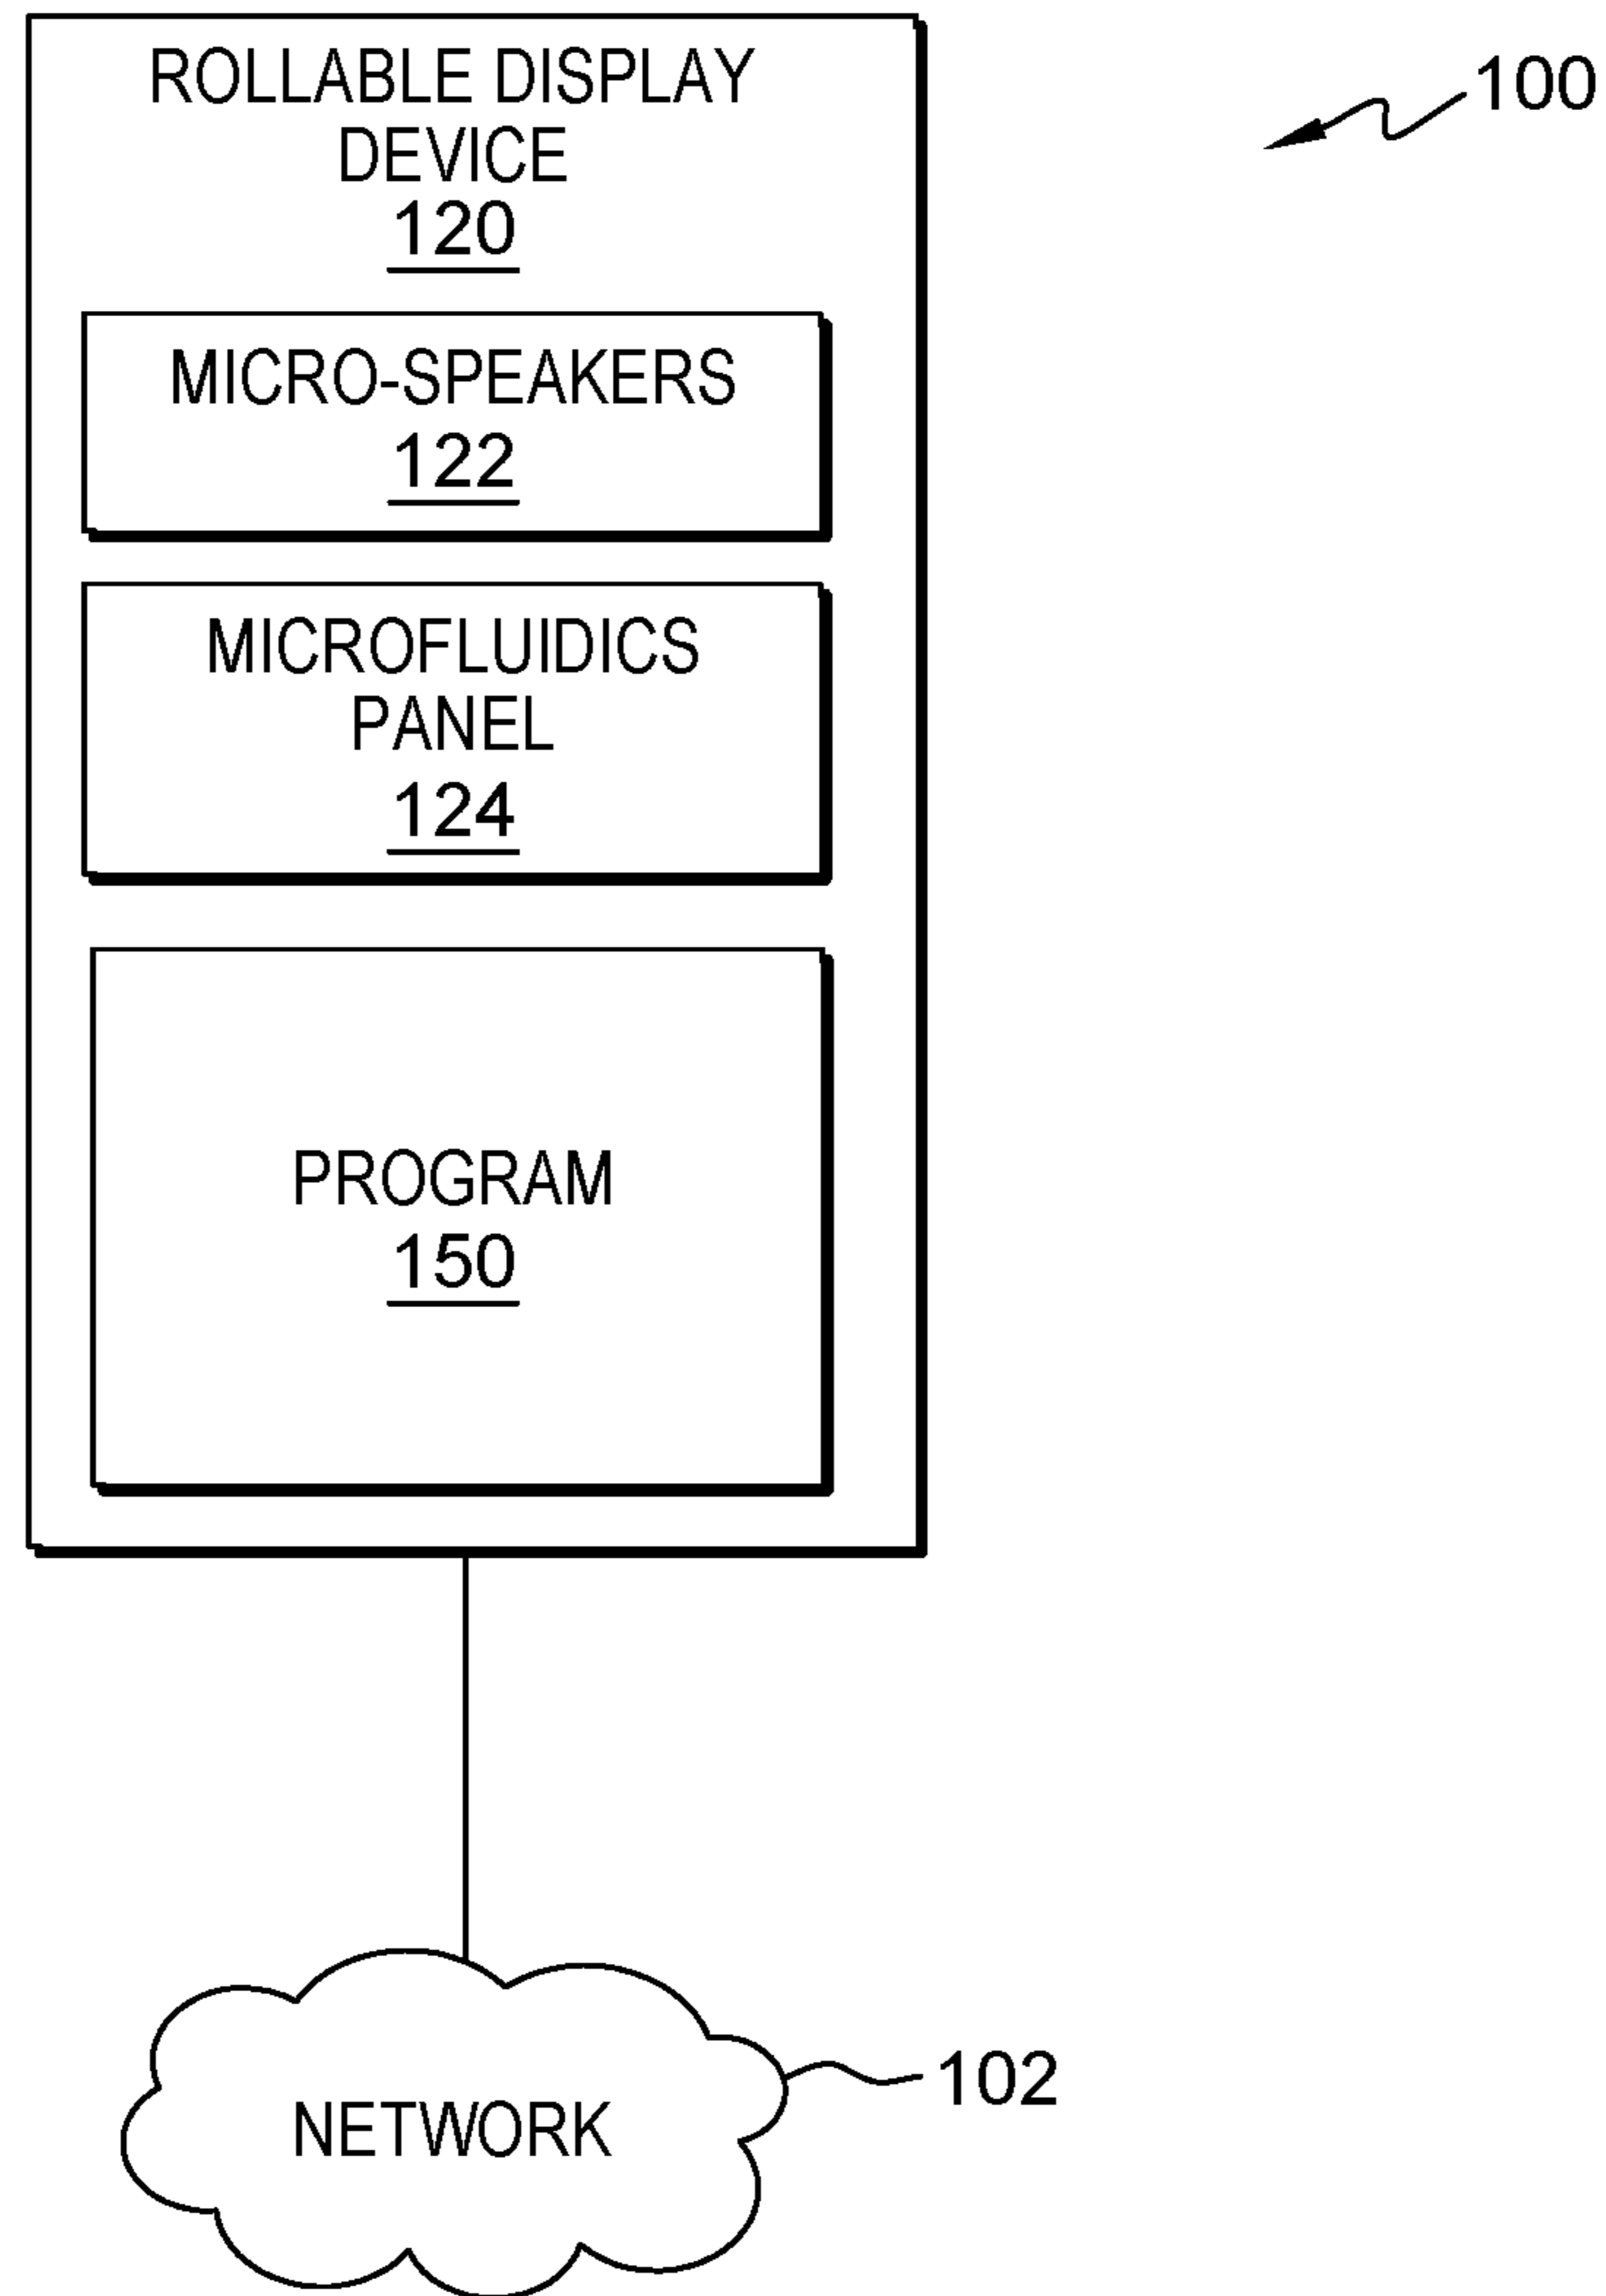 ROLLABLE DISPLAY
DEVICE
120
100
MICRO-SPEAKERS
122
MICROFLUIDICS
PANEL
124
PROGRAM
150
NETWORK
102